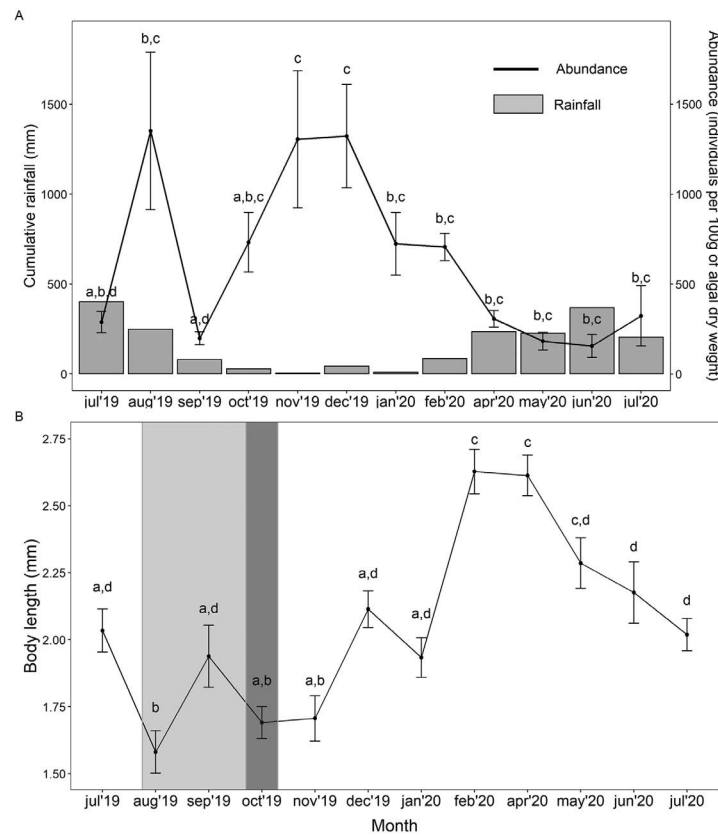 A
b,c
c
c
a,b,c
b,c
b,c
a,b,d
a,d
b,c
b,c
b,c
b,c
Abundance
Rainfall
Cumulative rainfall (mm)
1500
1000
500
0
Abundance (individuals per 100g of algal dry weight)
1500
1000
500
0
jul'19 aug'19 sep'19 oct'19 nov'19 dec'19 jan'20 feb'20 apr'20 may'20 jun'20 jul'20
B
Body length (mm)
2.75
2.50
2.25
2.00
1.75
1.50
a,d
b
a,d
a,b
a,b
a,d
a,d
c
c
c,d
d
d
jul'19 aug'19 sep'19 oct'19 nov'19 dec'19 jan'20 feb'20 apr'20 may'20 jun'20 jul'20
Month